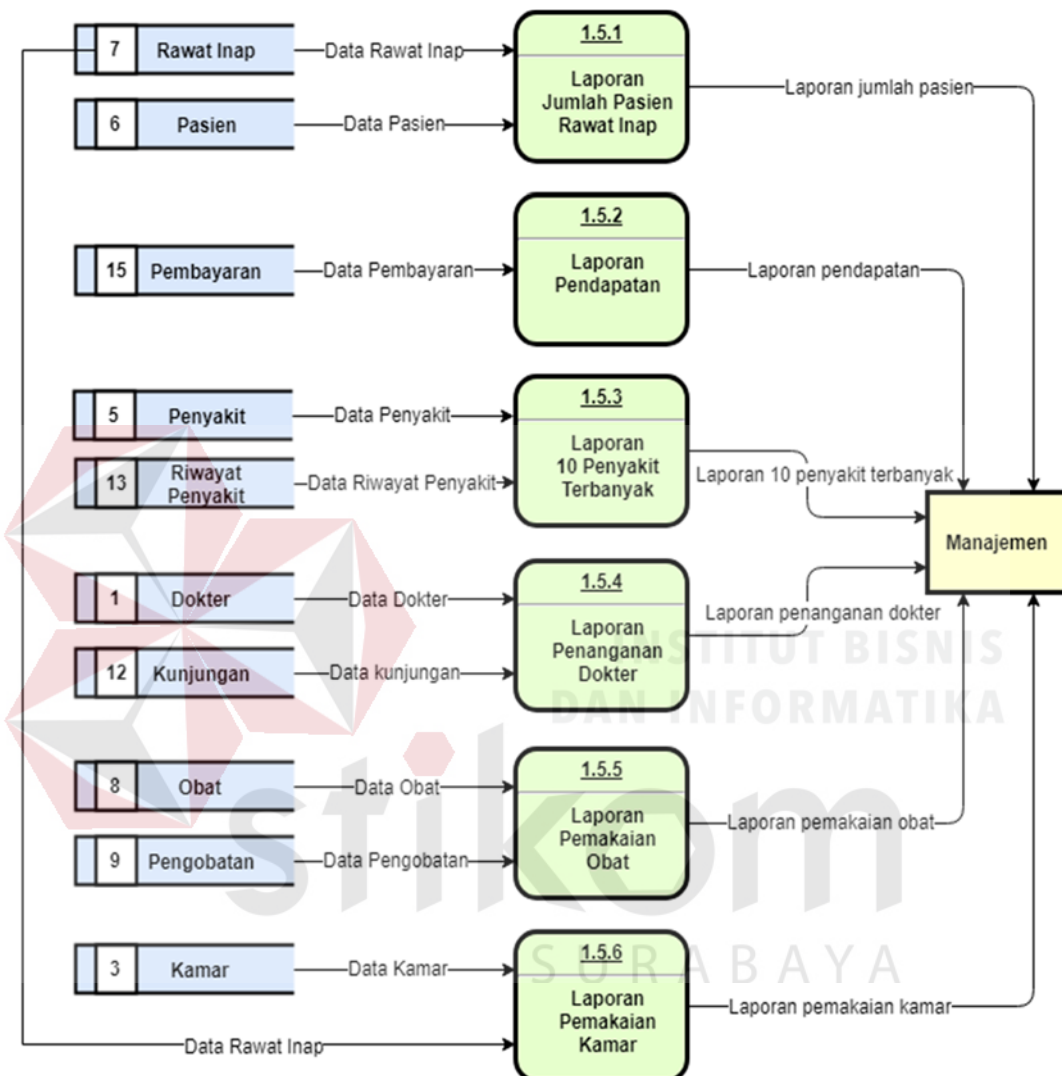 7
Rawat Inap
Data Rawat Inap
1.5.1
Laporan
Jumlah Pasien
Rawat Inap
Laporan jumlah pasien
6
Pasien
Data Pasien
15
Pembayaran
Data Pembayaran
1.5.2
Laporan
Pendapatan
Laporan pendapatan
5
Penyakit
Data Penyakit
1.5.3
Laporan
10 Penyakit
Terbanyak
Laporan 10 penyakit terbanyak
13
Riwayat
Penyakit
Data Riwayat Penyakit
Manajemen
1
Dokter
Data Dokter
1.5.4
Laporan
Penanganan
Dokter
Laporan penanganan dokter
12
Kunjungan
Data kunjungan
INSTITUT BISNIS
DAN INFORMATIKA
8
Obat
Data Obat
1.5.5
Laporan
Pemakaian
Obat
Laporan pemakaian obat
9
Pengobatan
Data Pengobatan
stikom
SURABAYA
3
Kamar
Data Kamar
1.5.6
Laporan
Pemakaian
Kamar
Laporan pemakaian kamar
Data Rawat Inap